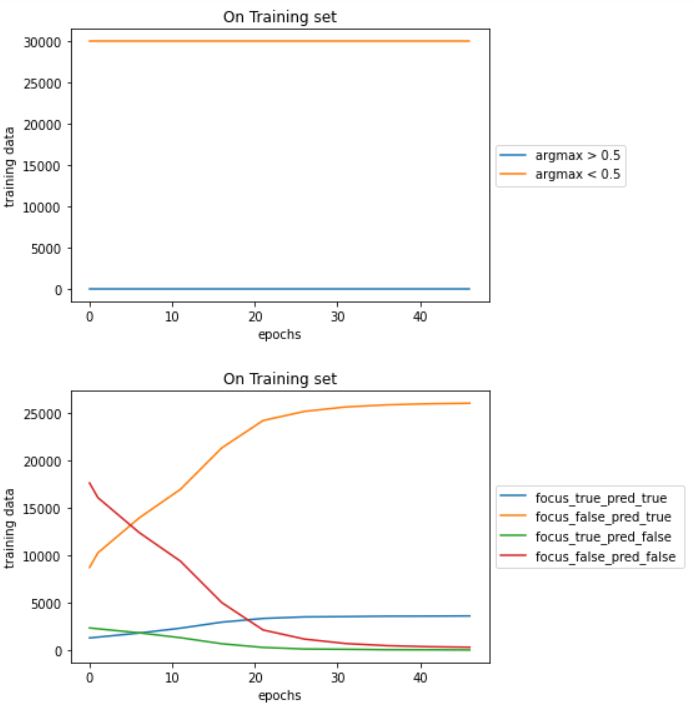 On Training set
30000
25000
20000
15000
10000
5000
0
training data
0 10 20 30 40
epochs
argmax > 0.5
argmax < 0.5
On Training set
25000
20000
15000
10000
5000
0
training data
0 10 20 30 40
epochs
focus_true_pred_true
focus_false_pred_true
focus_true_pred_false
focus_false_pred_false